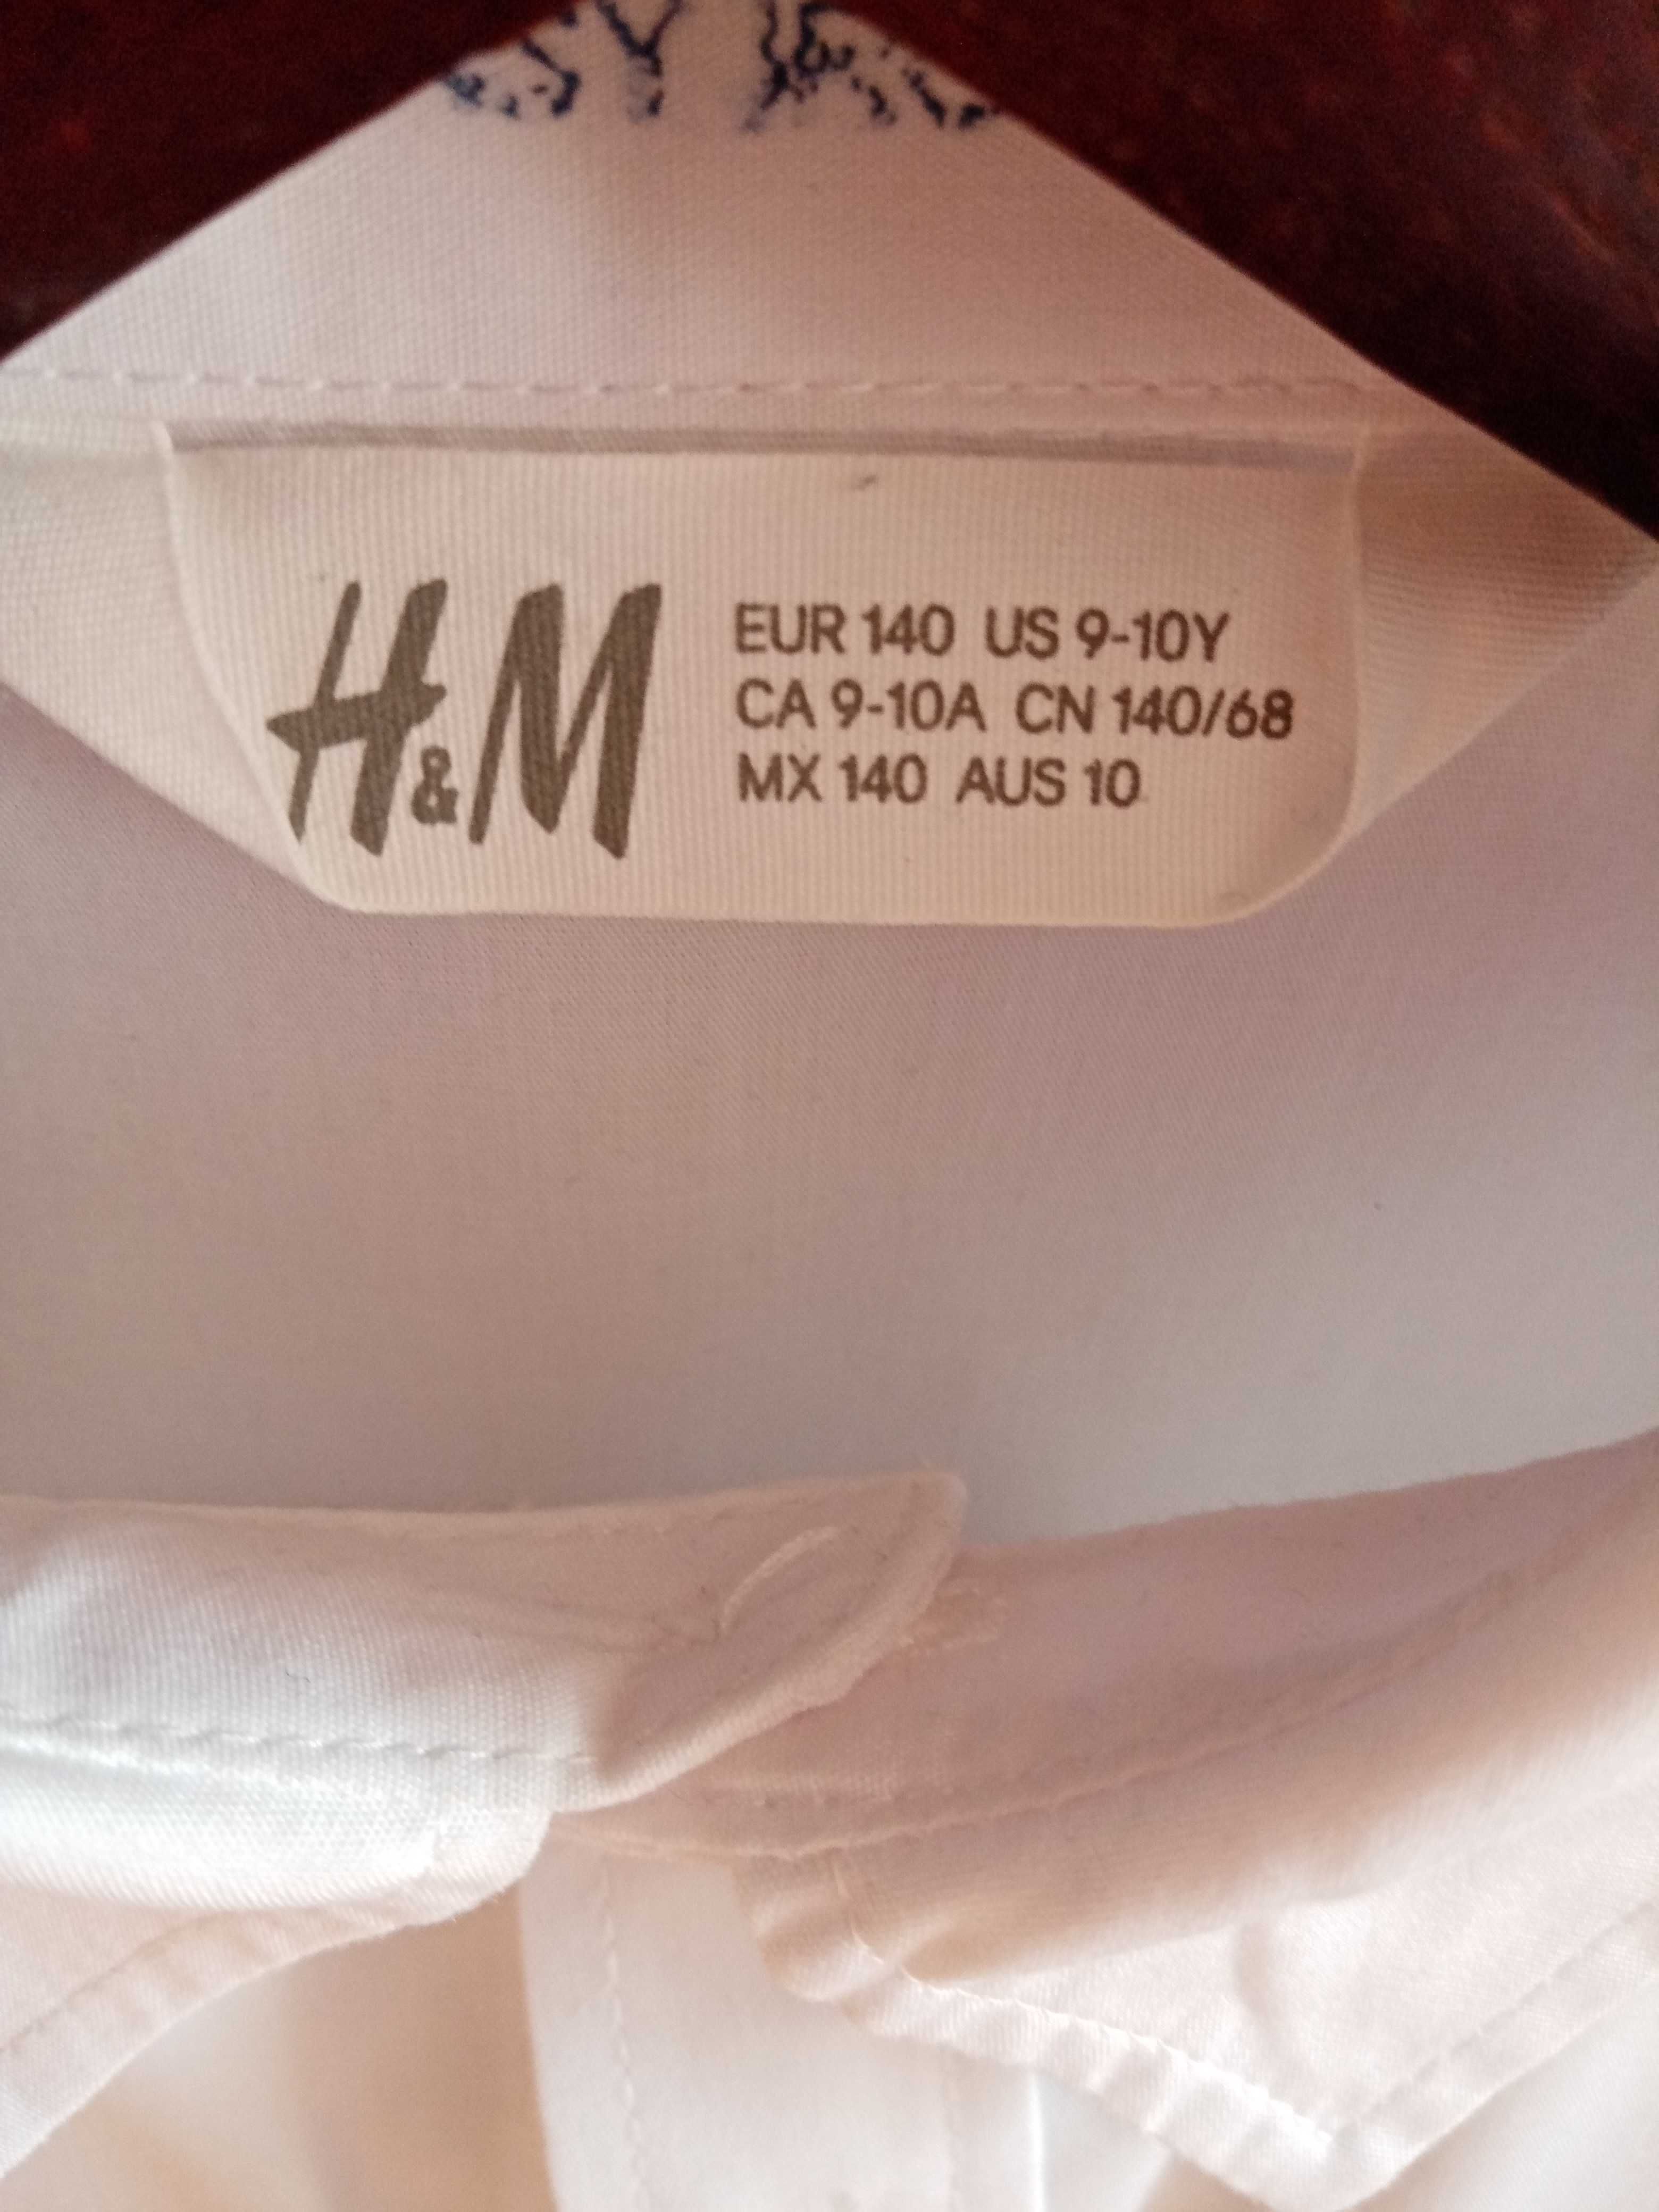 H&M
EUR 140 US 9-10Y
CA 9-10A CN 140/68
MX 140 AUS 10